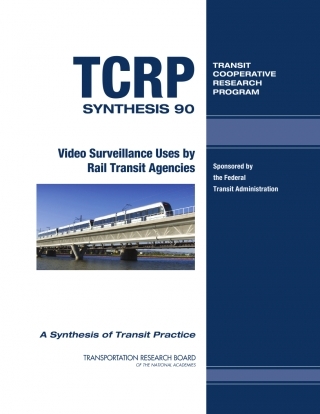 TCRP
SYNTHESIS 90
TRANSIT
COOPERATIVE
RESEARCH
PROGRAM
Video Surveillance Uses by
Rail Transit Agencies
Sponsored by
the Federal
Transit Administration
A Synthesis of Transit Practice
TRANSPORTATION RESEARCH BOARD
OF THE NATIONAL ACADEMIES